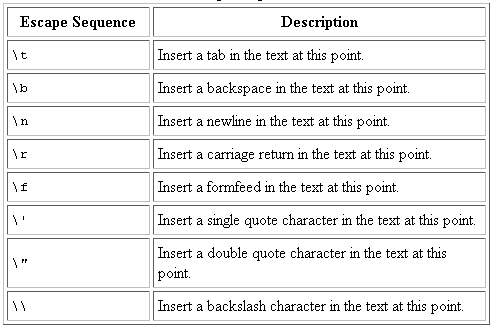 Escape Sequence Description
\t Insert a tab in the text at this point.
\b Insert a backspace in the text at this point.
\n Insert a newline in the text at this point.
\r Insert a carriage return in the text at this point.
\f Insert a formfeed in the text at this point.
\' Insert a single quote character in the text at this point.
\" Insert a double quote character in the text at this
point.
\\ Insert a backslash character in the text at this point.